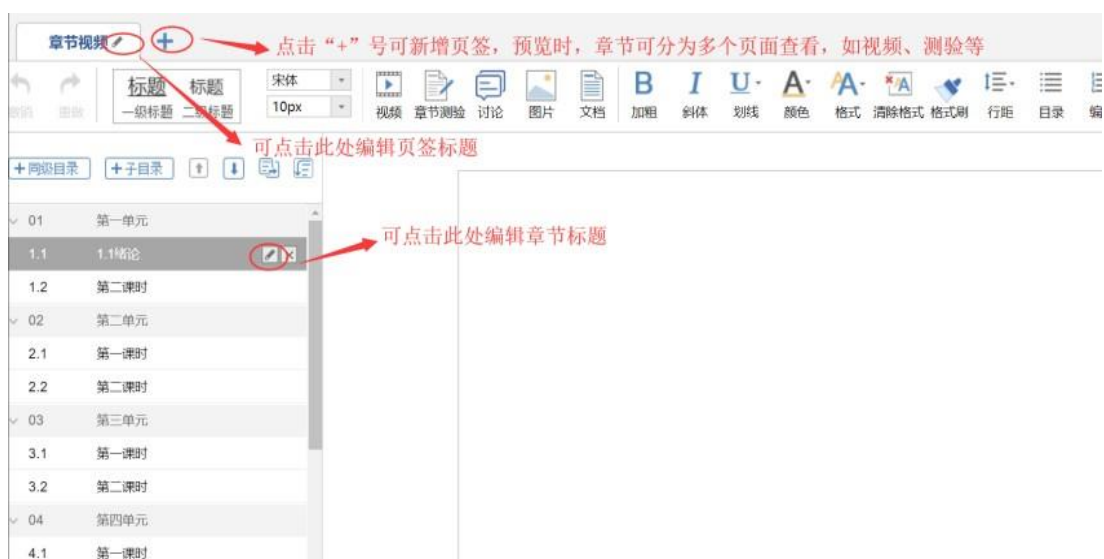 章节视频
点击“+”号可新增页签，预览时，章节可分为多个页面查看，如视频、测验等
标题 标题 宋体
撤销 重做 一级标题 二级标题 10px 视频 章节测验 讨论 图片 文档 加粗 斜体 划线 颜色 格式 清除格式 格式刷 行距 目录 编
可点击此处编辑页签标题
+同级目录 +子目录
01 第一单元
可点击此处编辑章节标题
1.1 1.1绪论
1.2 第二课时
02 第二单元
2.1 第一课时
2.2 第二课时
03 第三单元
3.1 第一课时
3.2 第二课时
04 第四单元
4.1 第一课时